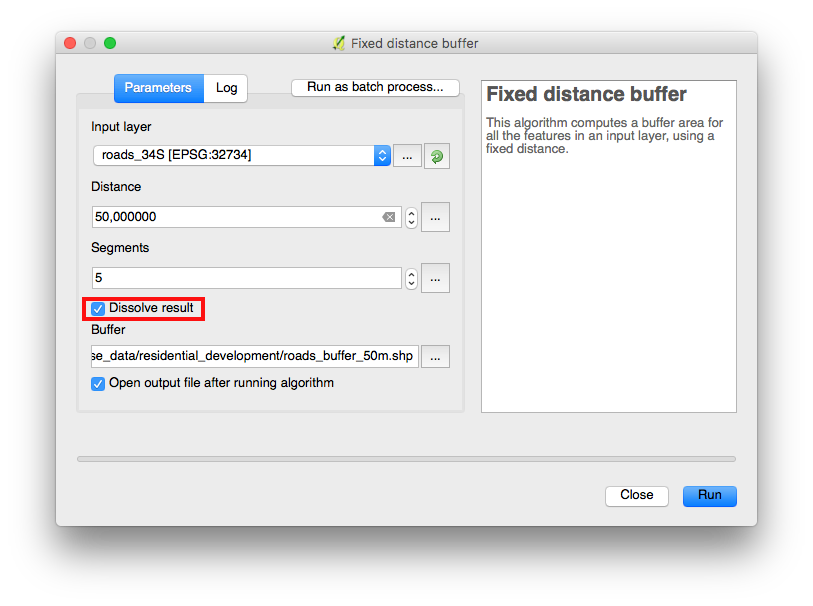 Fixed distance buffer
Parameters
Log
Run as batch process...
Input layer
roads_34S [EPSG:32734]
...
Distance
50,000000
...
Segments
5
...
Dissolve result
Buffer
se_data/residential_development/roads_buffer_50m.shp
...
Open output file after running algorithm
Fixed distance buffer
This algorithm computes a buffer area for
all the features in an input layer, using a
fixed distance.
Close
Run